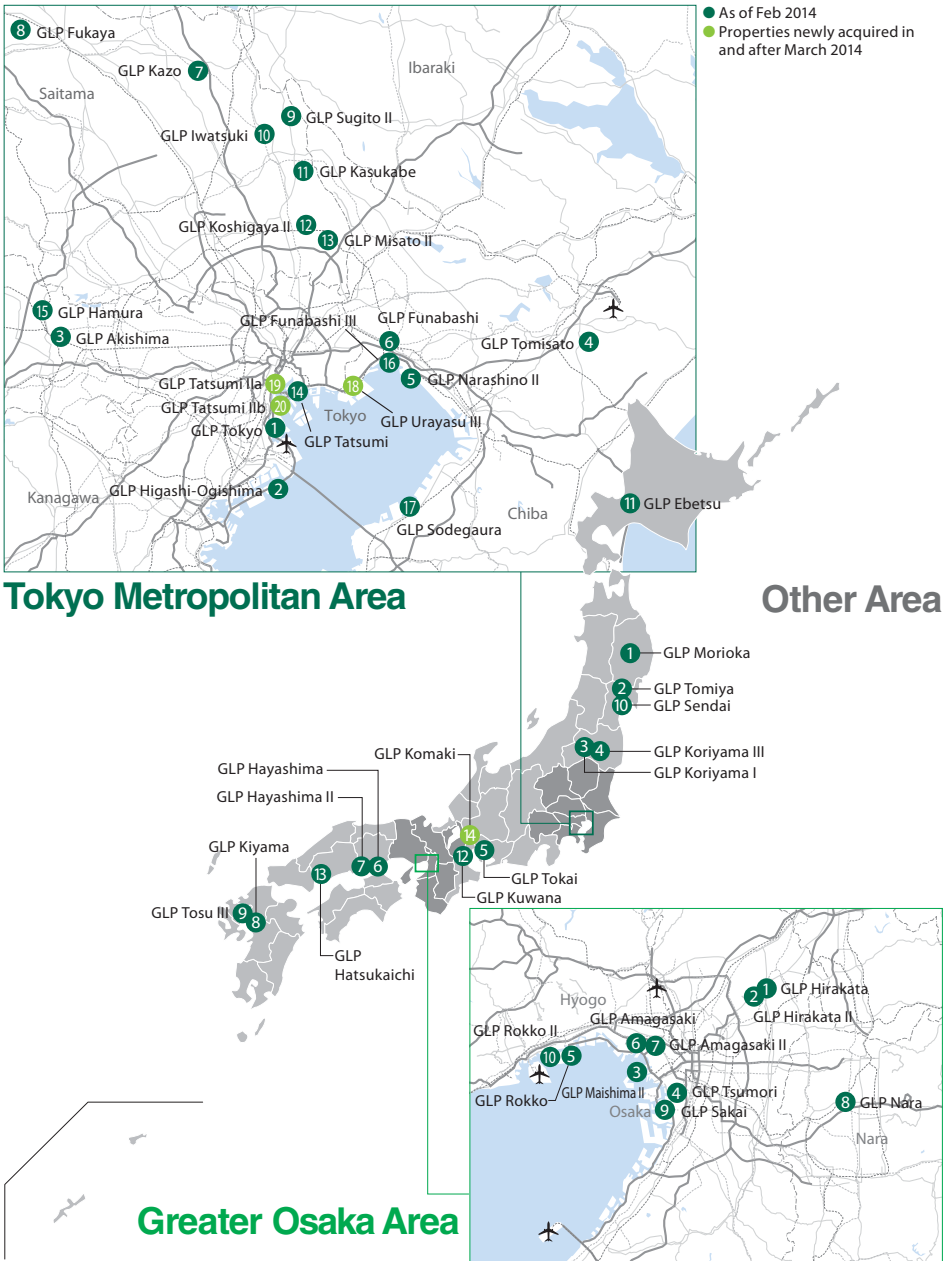 As of Feb 2014
Properties newly acquired in
and after March 2014
8 GLP Fukaya
GLP Kazo 7
Ibaraki
Saitama
9 GLP Sugito II
GLP Iwatsuki 10
11 GLP Kasukabe
GLP Koshigaya II 12
13 GLP Misato II
15 GLP Hamura
3 GLP Akishima
GLP Funabashi III
16
GLP Funabashi
6
GLP Tomisato 4
GLP Tatsumi IIa 19
14
GLP Tatsumi
18
GLP Urayasu III
5 GLP Narashino II
GLP Tatsumi IIb 20
Tokyo
GLP Tokyo 1
Kanagawa
GLP Higashi-Ogishima 2
17
GLP Sodegaura
Chiba
11 GLP Ebetsu
Tokyo Metropolitan Area
Other Area
1 GLP Morioka
2 GLP Tomiya
10 GLP Sendai
3 4 GLP Koriyama III
GLP Koriyama I
GLP Komaki
14
GLP Hayashima
GLP Hayashima II
7 6
12 5
GLP Tokai
GLP Kuwana
GLP Kiyama
13
GLP Tosu III 9
8
GLP
Hatsukaichi
1 GLP Hirakata
2
GLP Hirakata II
Hyogo
GLP Amagasaki
GLP Rokko II
6 7 GLP Amagasaki II
10 5
3
GLP Rokko
GLP Maishima II
4 GLP Tsumori
Osaka 9 GLP Sakai
8 GLP Nara
Nara
Greater Osaka Area